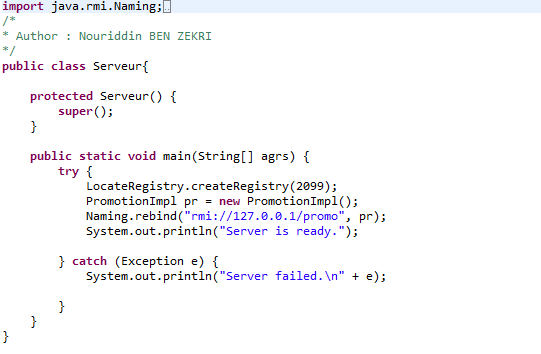 import java.rmi.Naming;
/*
* Author : Nouriddin BEN ZEKRI
*/
public class Serveur{
protected Serveur() {
super();
}
public static void main(String[] agrs) {
try {
LocateRegistry.createRegistry(2099);
PromotionImpl pr = new PromotionImpl();
Naming.rebind("rmi://127.0.0.1/promo", pr);
System.out.println("Server is ready.");
} catch (Exception e) {
System.out.println("Server failed.\n" + e);
}
}
}